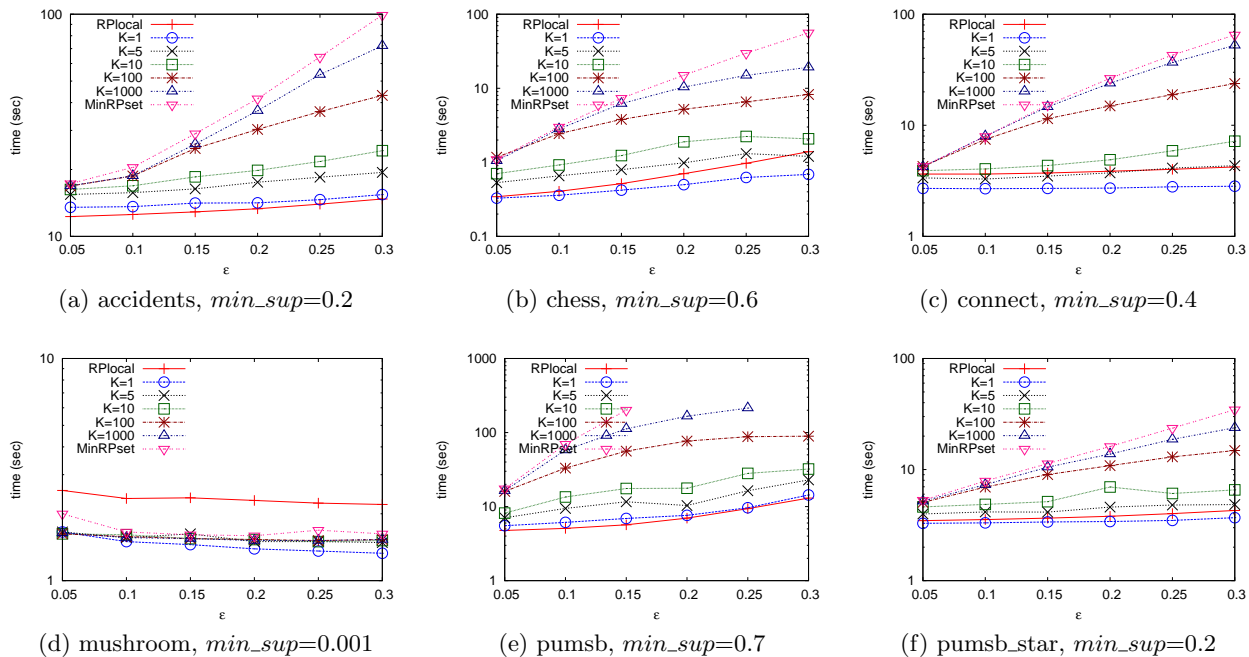 100
10
time (sec)
RPlocal
K=1
K=5
K=10
K=100
K=1000
MinRPset
0.05 0.1 0.15 0.2 0.25 0.3
ε
(a) accidents, min_sup=0.2
100
10
1
0.1
time (sec)
RPlocal
K=1
K=5
K=10
K=100
K=1000
MinRPset
0.05 0.1 0.15 0.2 0.25 0.3
ε
(b) chess, min_sup=0.6
100
10
1
time (sec)
RPlocal
K=1
K=5
K=10
K=100
K=1000
MinRPset
0.05 0.1 0.15 0.2 0.25 0.3
ε
(c) connect, min_sup=0.4
10
1
time (sec)
RPlocal
K=1
K=5
K=10
K=100
K=1000
MinRPset
0.05 0.1 0.15 0.2 0.25 0.3
ε
(d) mushroom, min_sup=0.001
1000
100
10
1
time (sec)
RPlocal
K=1
K=5
K=10
K=100
K=1000
MinRPset
0.05 0.1 0.15 0.2 0.25 0.3
ε
(e) pumsb, min_sup=0.7
100
10
1
time (sec)
RPlocal
K=1
K=5
K=10
K=100
K=1000
MinRPset
0.05 0.1 0.15 0.2 0.25 0.3
ε
(f) pumsb_star, min_sup=0.2